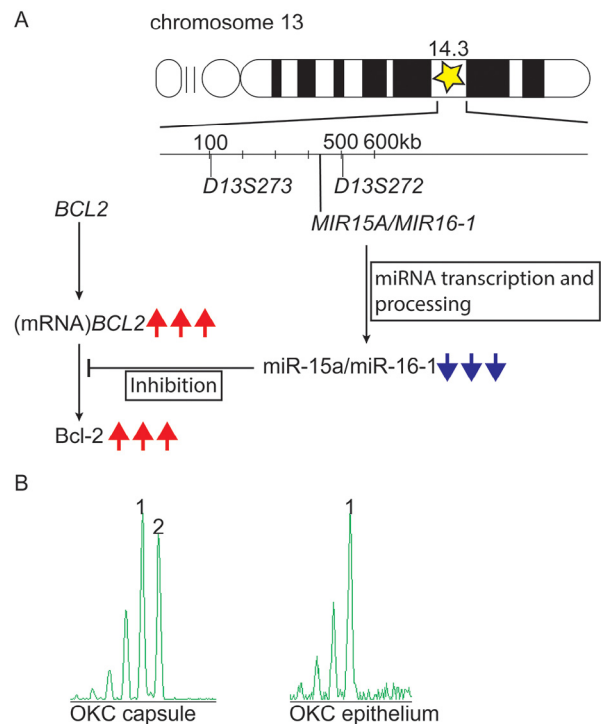 A
chromosome 13
14.3
100 500 600kb
D13S273 D13S272
BCL2 MIR15A/MIR16-1
miRNA transcription and
processing
(mRNA)BCL2
miR-15a/miR-16-1
Inhibition
Bcl-2
B
1 2 1
OKC capsule OKC epithelium